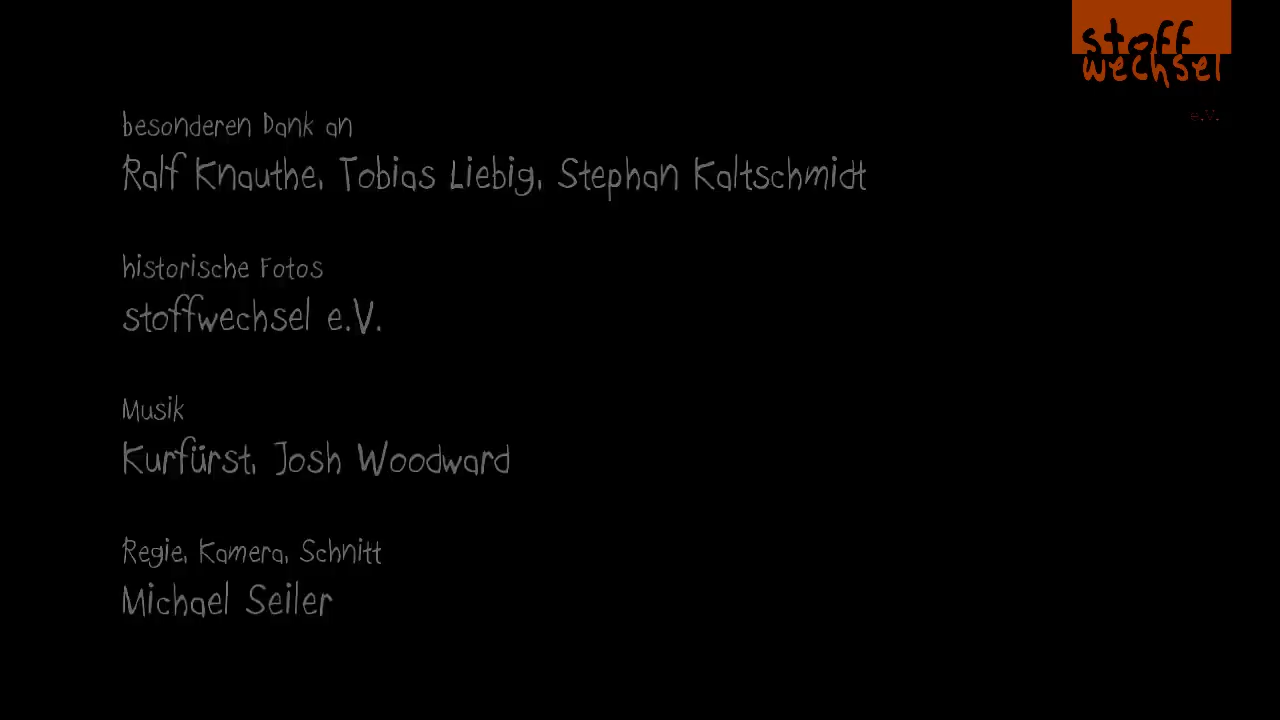 stoff
wechsel
e.V.
besonderen Dank an
Ralf Knauthe, Tobias Liebig, Stephan Kaltschmidt
historische Fotos
stoffwechsel e.V.
Musik
Kurfürst, Josh Woodward
Regie, Kamera, Schnitt
Michael Seiler